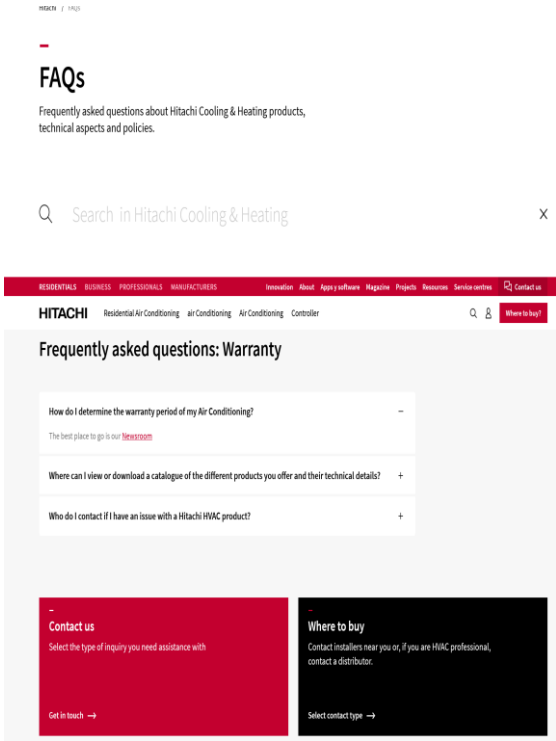 HITACHI / FAQS
FAQs
Frequently asked questions about Hitachi Cooling & Heating products,
technical aspects and policies.
Search in Hitachi Cooling & Heating X
RESIDENTIALS BUSINESS PROFESSIONALS MANUFACTURERS Innovation About Apps y software Magazine Projects Resources Service centres Contact us
HITACHI Residential Air Conditioning air Conditioning Air Conditioning Controller Where to buy?
Frequently asked questions: Warranty
How do I determine the warranty period of my Air Conditioning? −
The best place to go is our Newsroom
Where can I view or download a catalogue of the different products you offer and their technical details? +
Who do I contact if I have an issue with a Hitachi HVAC product? +
Contact us
Select the type of inquiry you need assistance with
Get in touch →
Where to buy
Contact installers near you or, if you are HVAC professional,
contact a distributor.
Select contact type →